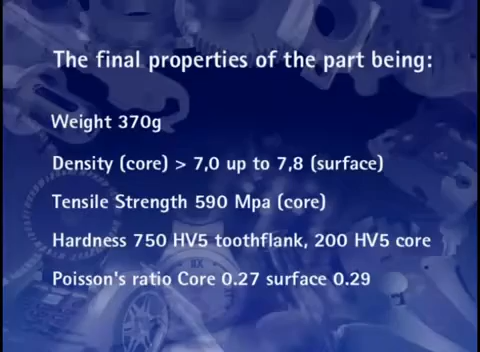 The final properties of the part being:
Weight 370g
Density (core) > 7,0 up to 7,8 (surface)
Tensile Strength 590 Mpa (core)
Hardness 750 HV5 toothflank, 200 HV5 core
Poisson's ratio Core 0.27 surface 0.29